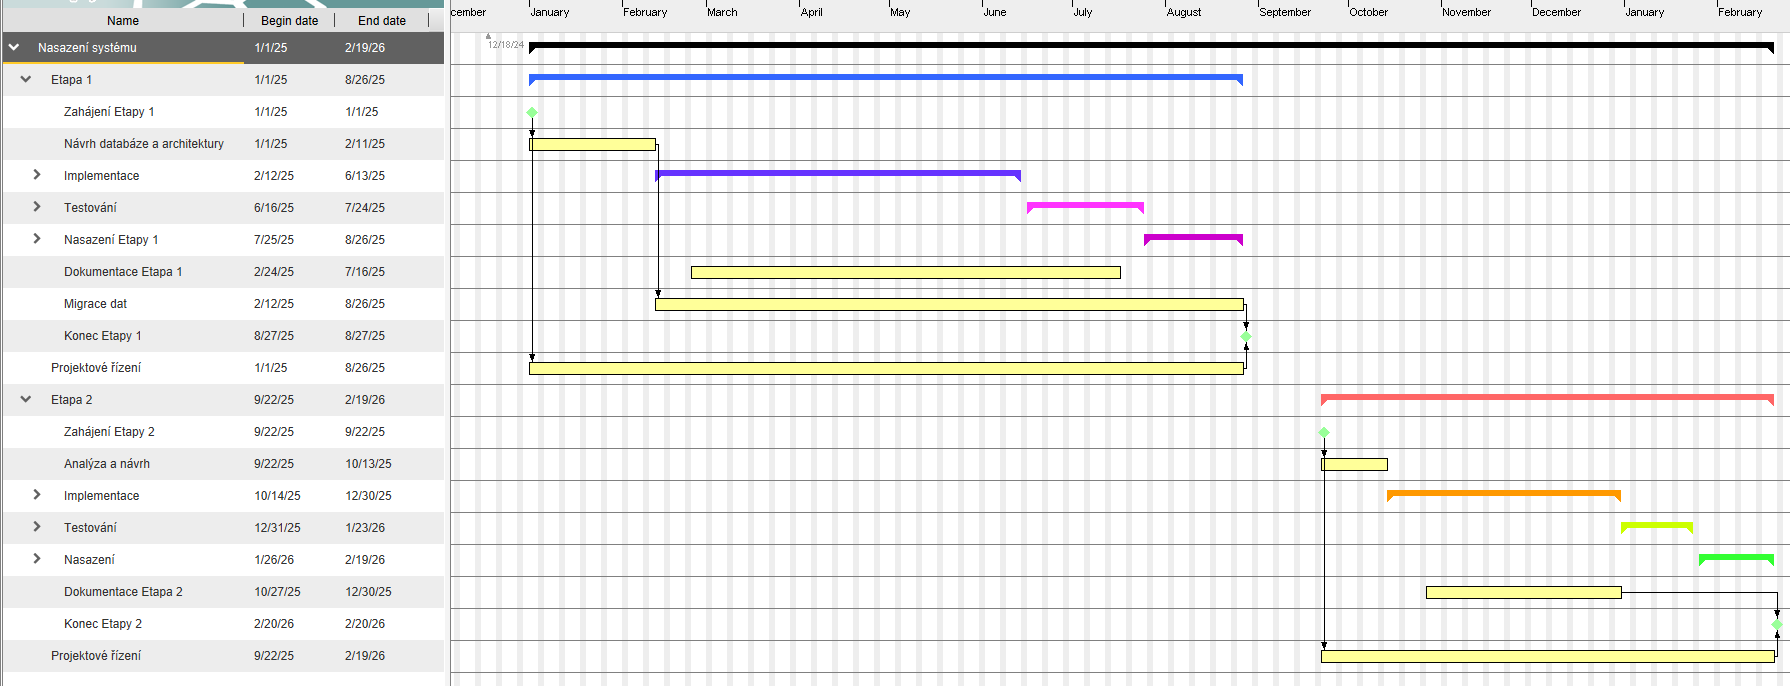 Name Begin date End date
cember January February March April May June July August September October November December January February
12/18/24
Nasazení systému 1/1/25 2/19/26
Etapa 1 1/1/25 8/26/25
Zahájení Etapy 1 1/1/25 1/1/25
Návrh databáze a architektury 1/1/25 2/11/25
Implementace 2/12/25 6/13/25
Testování 6/16/25 7/24/25
Nasazení Etapy 1 7/25/25 8/26/25
Dokumentace Etapa 1 2/24/25 7/16/25
Migrace dat 2/12/25 8/26/25
Konec Etapy 1 8/27/25 8/27/25
Projektové řízení 1/1/25 8/26/25
Etapa 2 9/22/25 2/19/26
Zahájení Etapy 2 9/22/25 9/22/25
Analýza a návrh 9/22/25 10/13/25
Implementace 10/14/25 12/30/25
Testování 12/31/25 1/23/26
Nasazení 1/26/26 2/19/26
Dokumentace Etapa 2 10/27/25 12/30/25
Konec Etapy 2 2/20/26 2/20/26
Projektové řízení 9/22/25 2/19/26